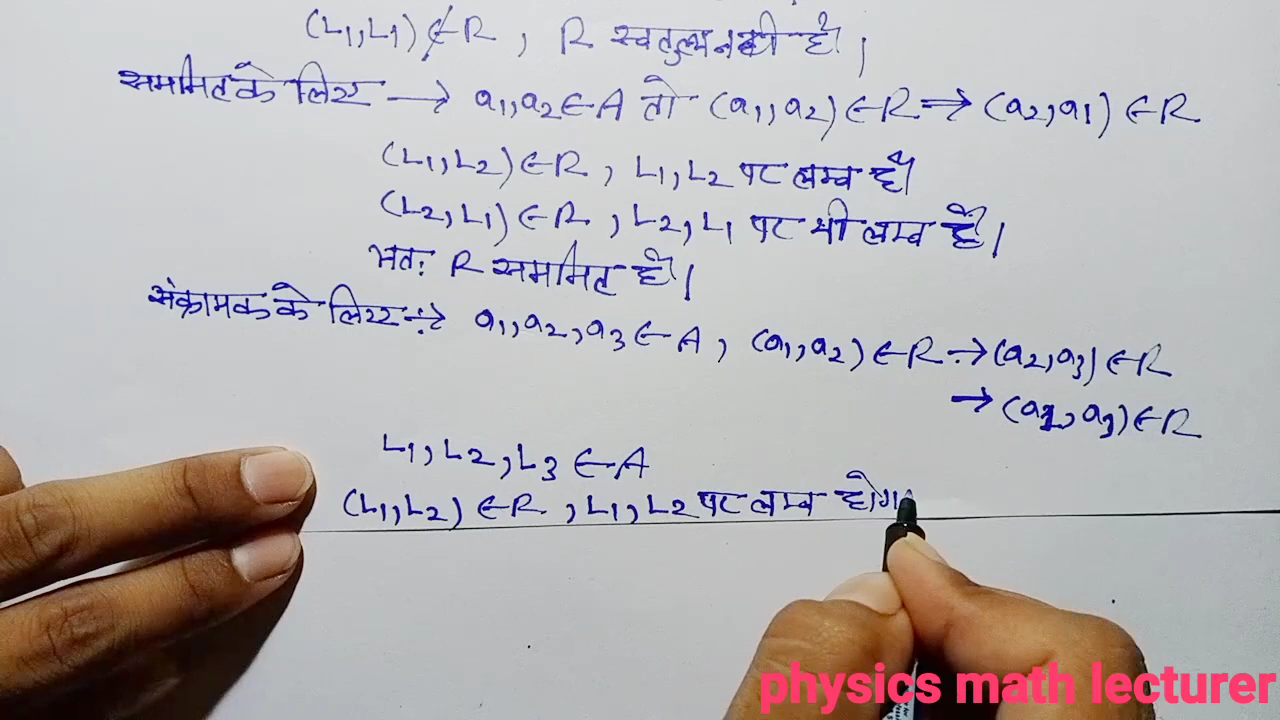 (L₁,L₁) ∉ R , R स्वतुल्य नही है।
सममित के लिए → a₁,a₂ ∈ A तो (a₁,a₂) ∈ R ⇒ (a₂,a₁) ∈ R
(L₁,L₂) ∈ R , L₁,L₂ पर लम्ब है।
(L₂,L₁) ∈ R , L₂,L₁ पर भी लम्ब है।
अतः R सममित है।
संक्रामक के लिए → a₁,a₂,a₃ ∈ A , (a₁,a₂) ∈ R → (a₂,a₃) ∈ R
→ (a₁,a₃) ∈ R
L₁,L₂,L₃ ∈ A
(L₁,L₂) ∈ R , L₁,L₂ पर लम्ब होगा
physics math lecturer